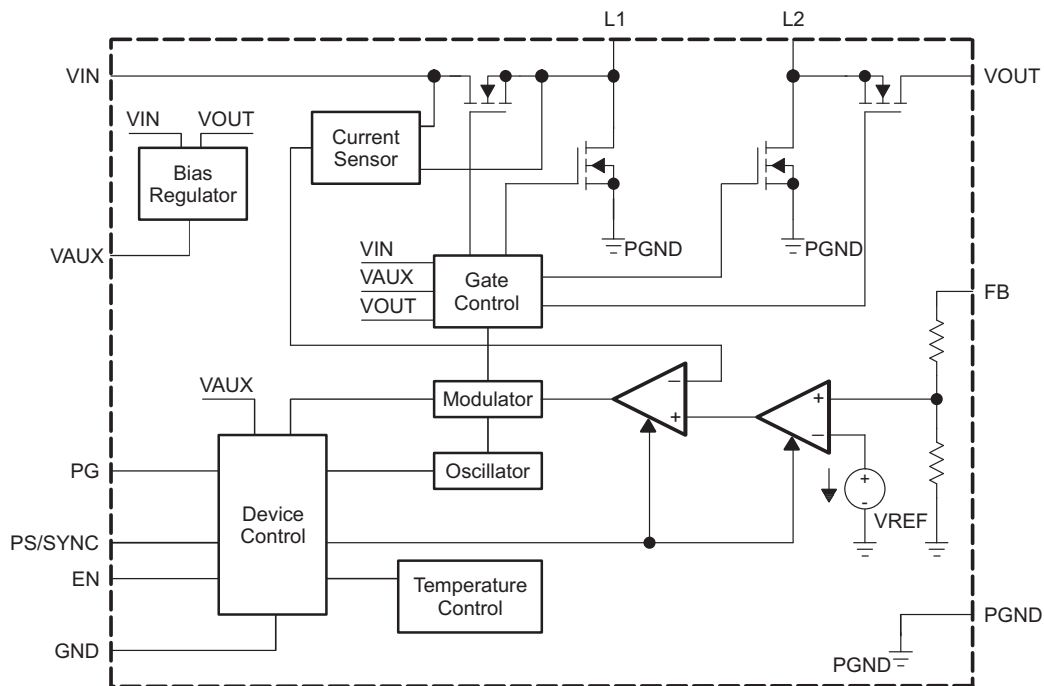 L1
L2
VIN
VOUT
VIN
VOUT
Current
Sensor
Bias
Regulator
VAUX
PGND
PGND
VIN
VAUX
VOUT
Gate
Control
FB
VAUX
Modulator
−
+
+
−
PG
Oscillator
+
-
VREF
Device
Control
PS/SYNC
EN
Temperature
Control
GND
PGND
PGND